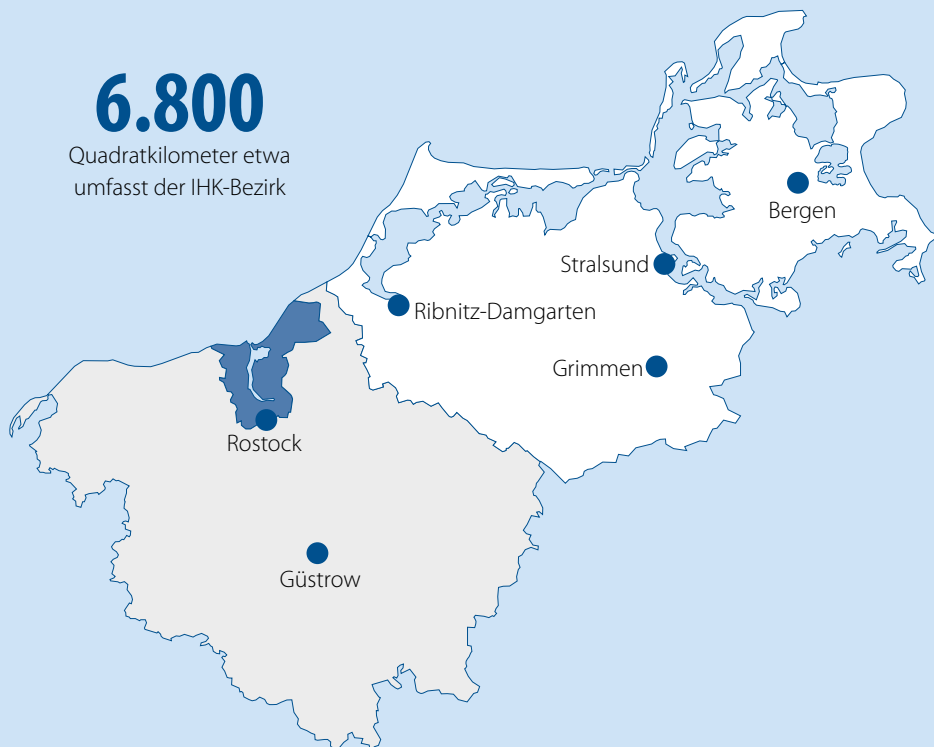 6.800
Quadratkilometer etwa
umfasst der IHK-Bezirk
Bergen
Stralsund
Ribnitz-Damgarten
Grimmen
Rostock
Güstrow